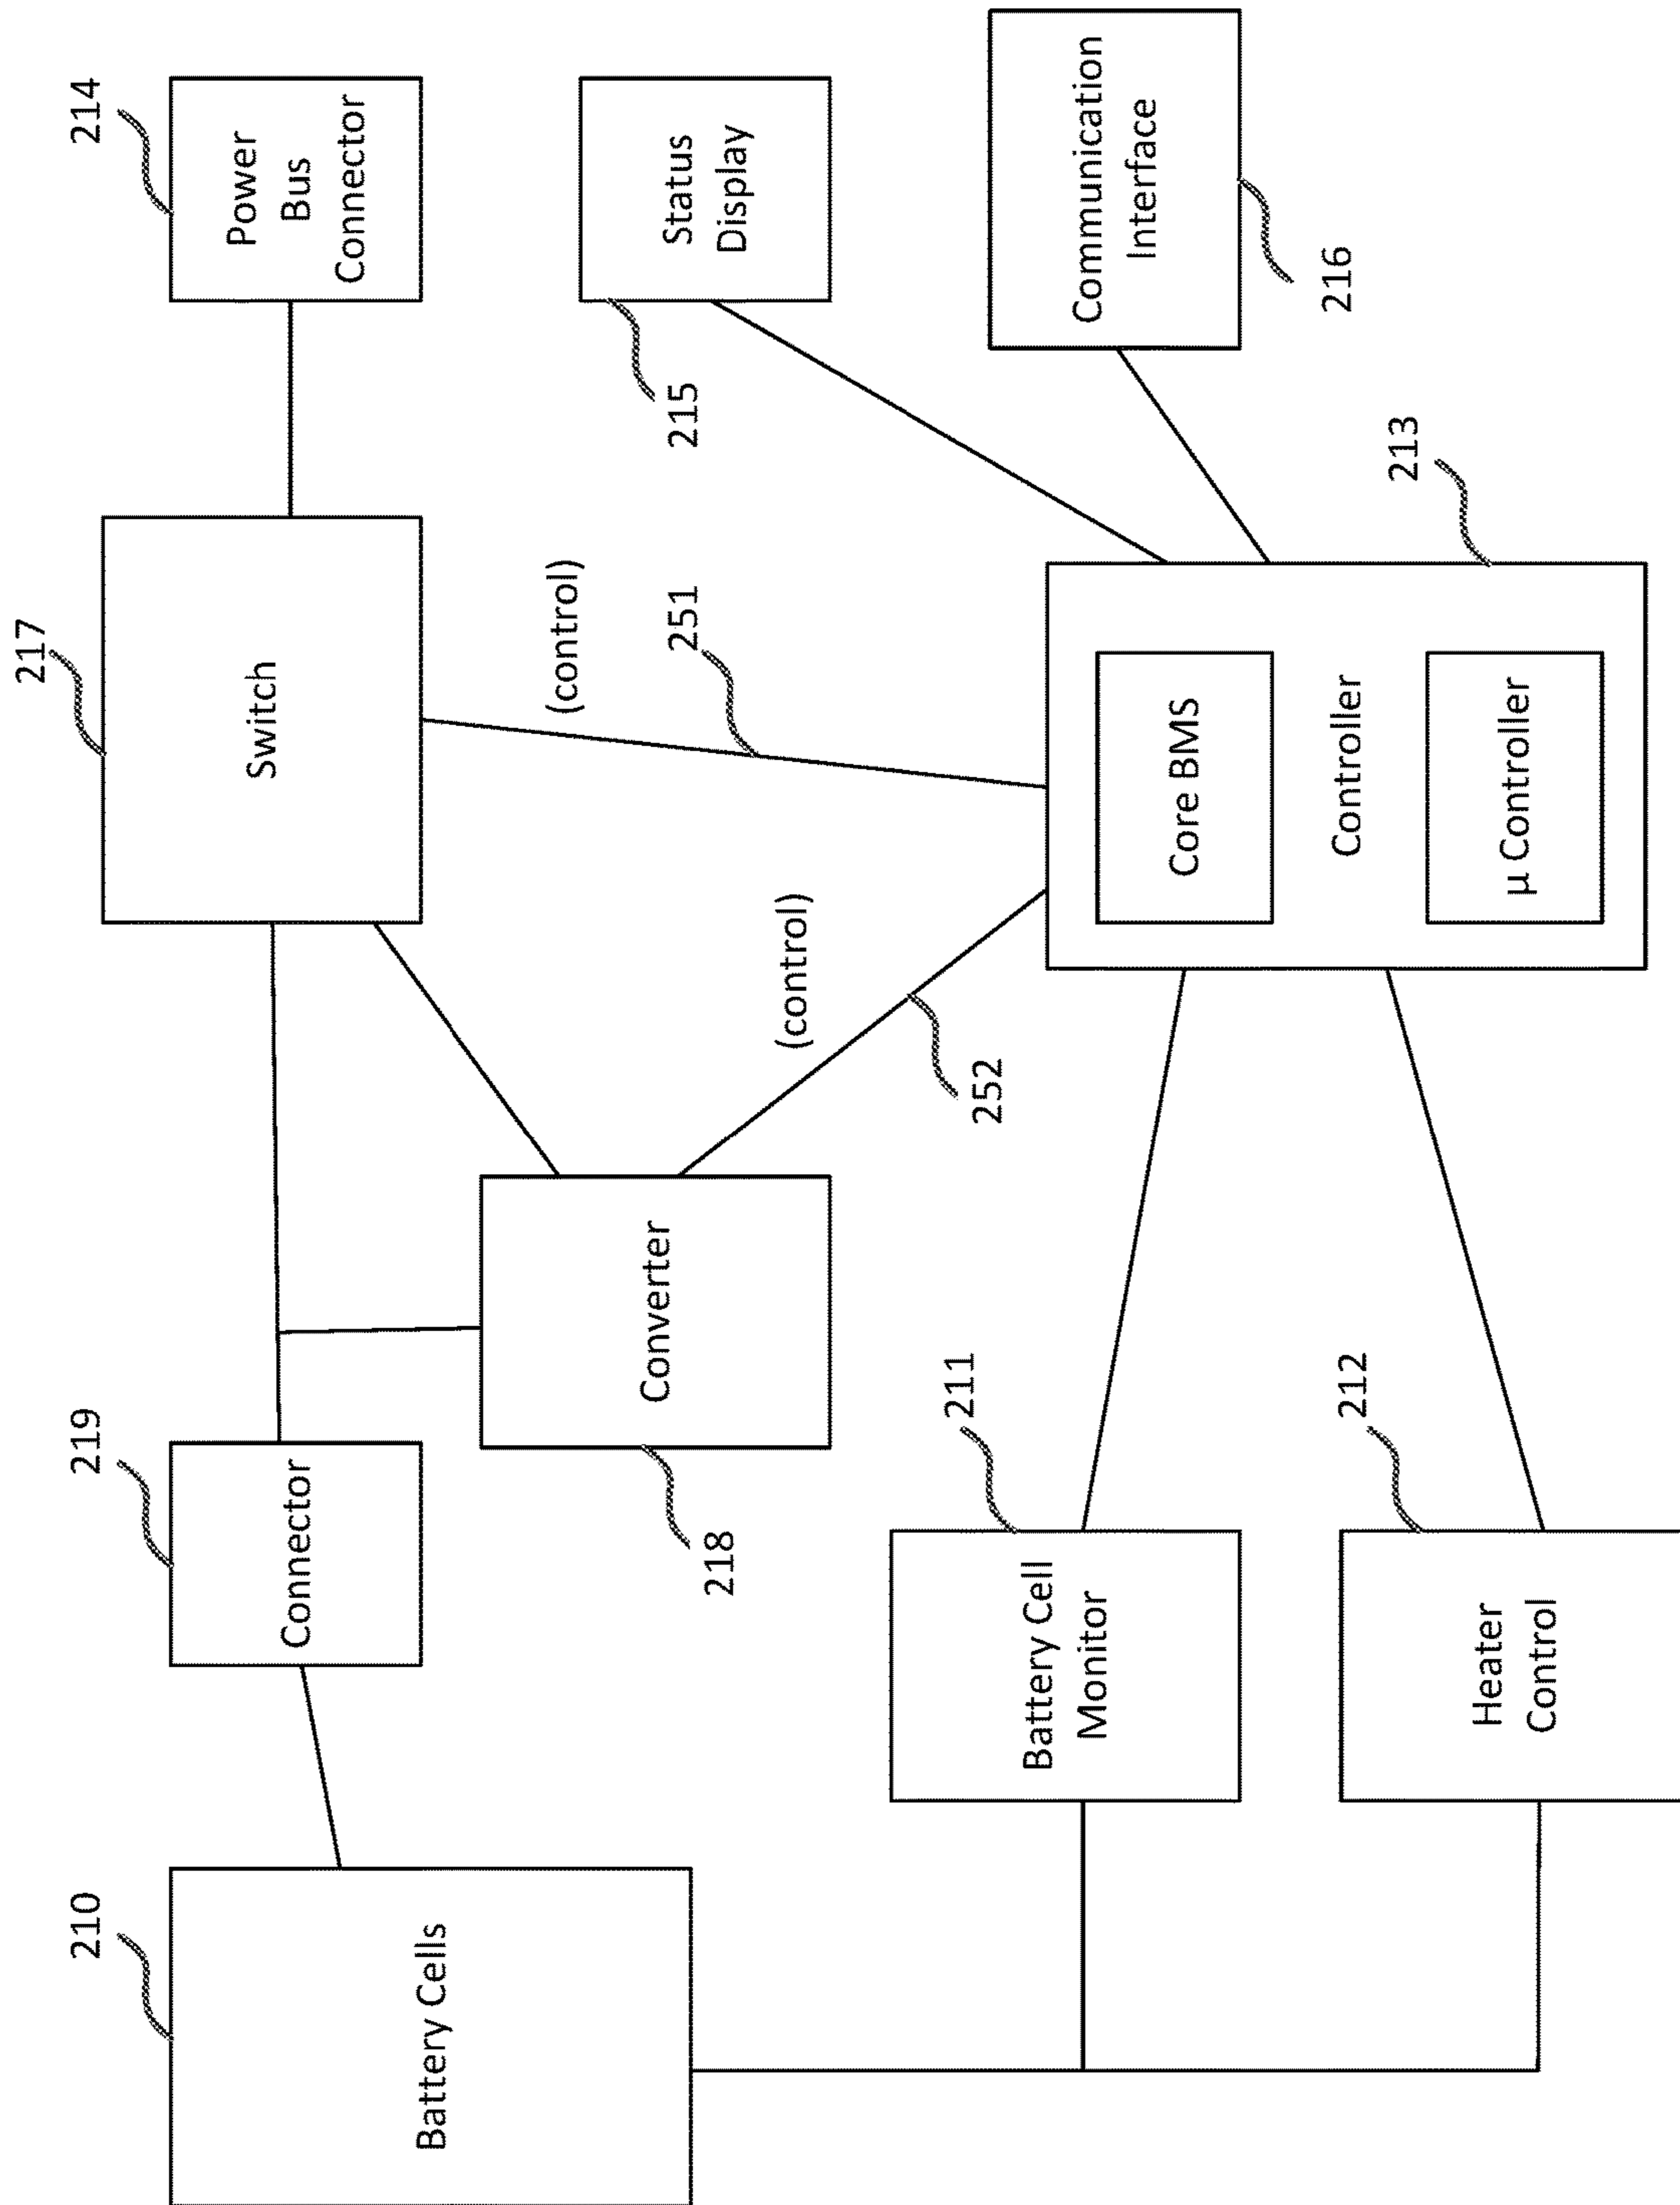 210
Battery Cells
219
Connector
217
Switch
214
Power
Bus
Connector
Converter
218
(control)
252
(control)
251
Status
Display
215
Battery Cell
Monitor
211
Heater
Control
212
Core BMS
Controller
µ Controller
213
Communication
Interface
216